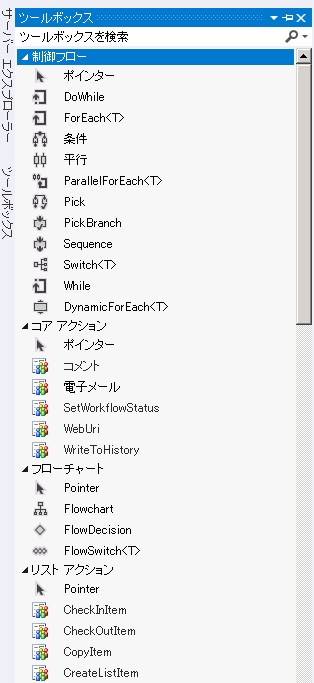 ツールボックス
ツールボックスを検索
サーバー エクスプローラー
ツールボックス
制御フロー
ポインター
DoWhile
ForEach<T>
条件
平行
ParallelForEach<T>
Pick
PickBranch
Sequence
Switch<T>
While
DynamicForEach<T>
コア アクション
ポインター
コメント
電子メール
SetWorkflowStatus
WebUri
WriteToHistory
フローチャート
Pointer
Flowchart
FlowDecision
FlowSwitch<T>
リスト アクション
Pointer
CheckInItem
CheckOutItem
CopyItem
CreateListItem